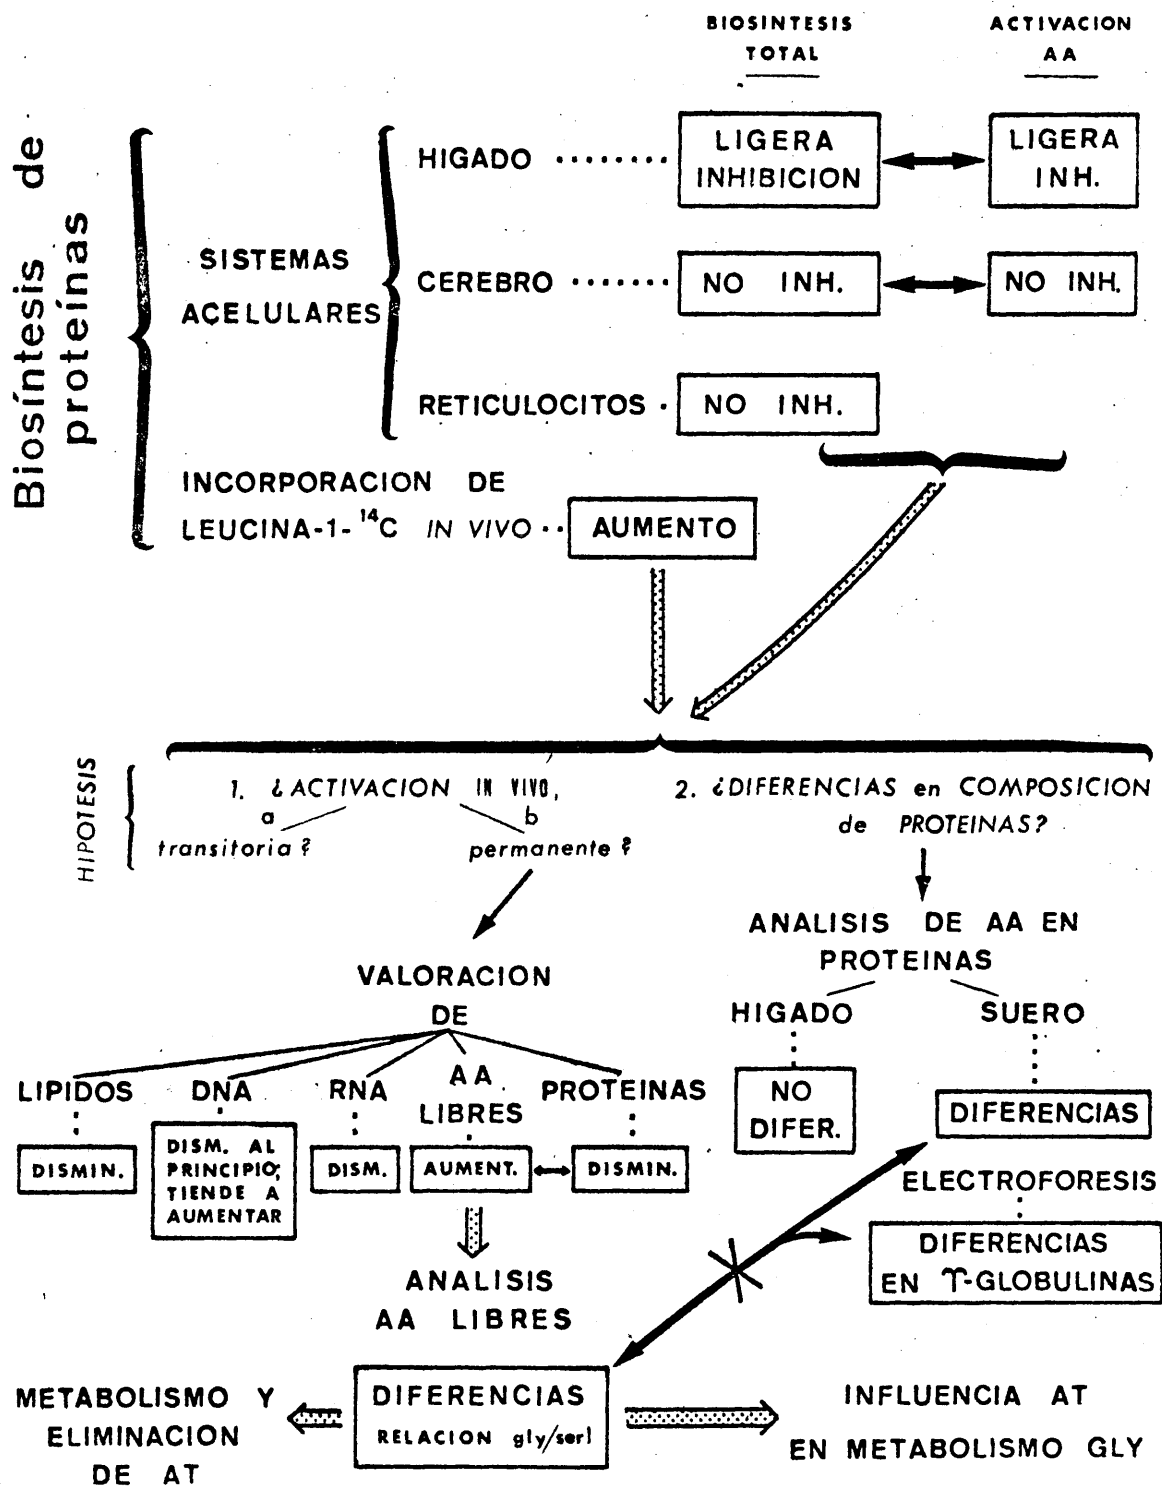 BIOSINTESIS
TOTAL
ACTIVACION
AA
Biosíntesis de
proteínas
SISTEMAS
ACELULARES
HIGADO
LIGERA
INHIBICION
LIGERA
INH.
CEREBRO
NO INH.
NO INH.
RETICULOCITOS
NO INH.
INCORPORACION DE
LEUCINA-1-¹⁴C IN VIVO
AUMENTO
HIPOTESIS
1. ¿ACTIVACION IN VIVO,
a
b
transitoria?
permanente?
2. ¿DIFERENCIAS en COMPOSICION
de PROTEINAS?
VALORACION
DE
LIPIDOS
DISMIN.
DNA
DISM. AL
PRINCIPIO;
TIENDE A
AUMENTAR
RNA
DISM.
AA
LIBRES
AUMENT.
PROTEINAS
DISMIN.
ANALISIS DE AA EN
PROTEINAS
HIGADO
NO
DIFER.
SUERO
DIFERENCIAS
ELECTROFORESIS
DIFERENCIAS
EN ϒ-GLOBULINAS
ANALISIS
AA LIBRES
DIFERENCIAS
RELACION gly/ser)
METABOLISMO Y
ELIMINACION
DE AT
INFLUENCIA AT
EN METABOLISMO GLY